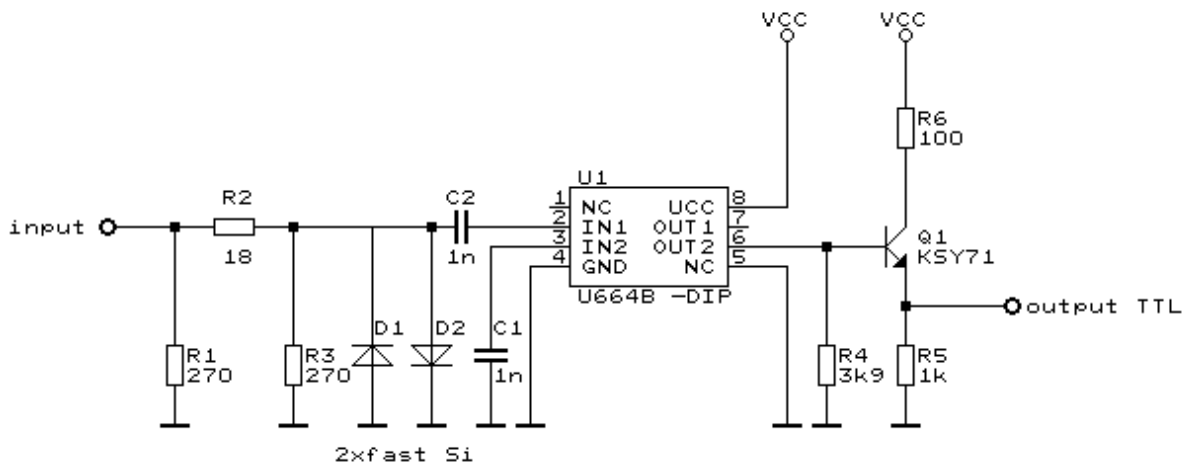 VCC
VCC
R6
100
U1
R2
C2
1
NC
UCC
8
input
2
IN1
OUT1
7
3
IN2
OUT2
6
Q1
18
1n
4
GND
NC
5
KSY71
U664B -DIP
output TTL
D1
D2
C1
R1
270
R3
270
1n
R4
3k9
R5
1k
2xfast Si